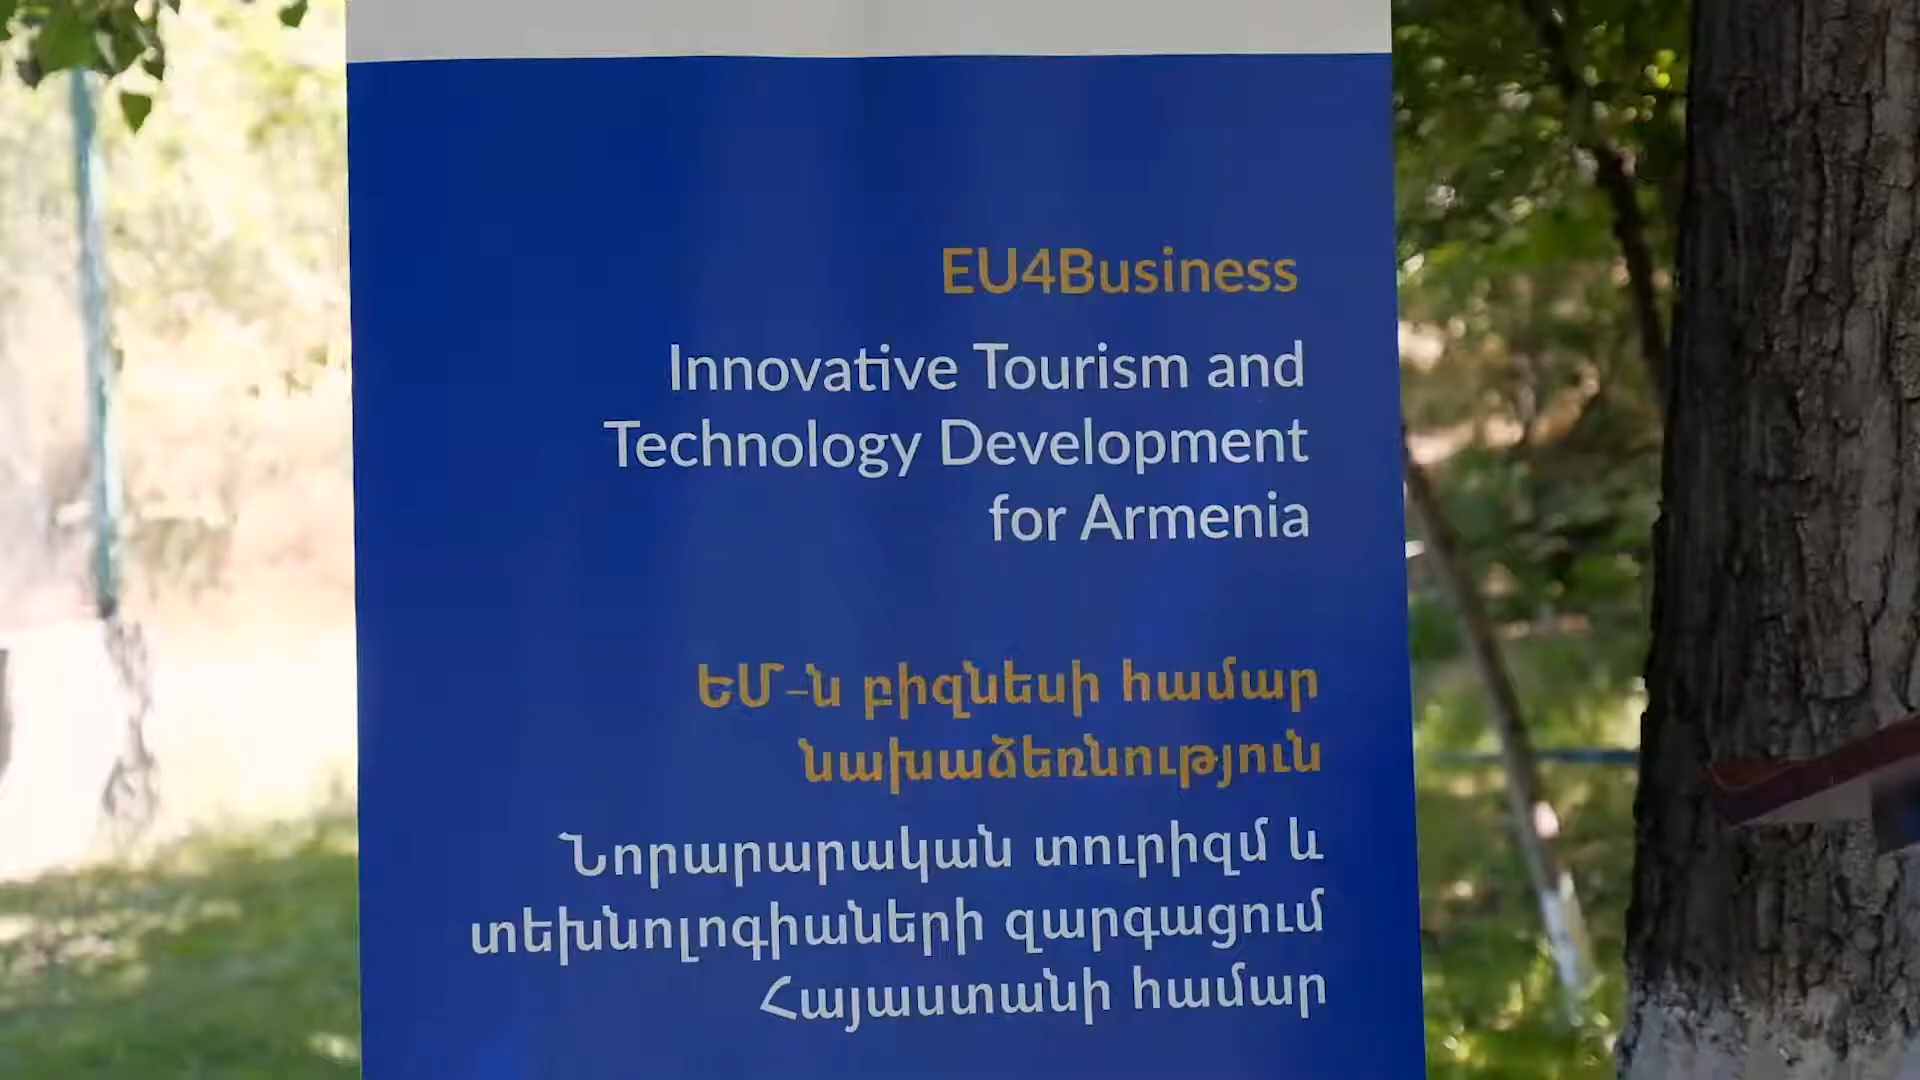 EU4Business
Innovative Tourism and
Technology Development
for Armenia
ԵՄ-ն բիզնեսի համար
նախաձեռնություն
Նորարարական տուրիզմ և
տեխնոլոգիաների զարգացում
Հայաստանի համար